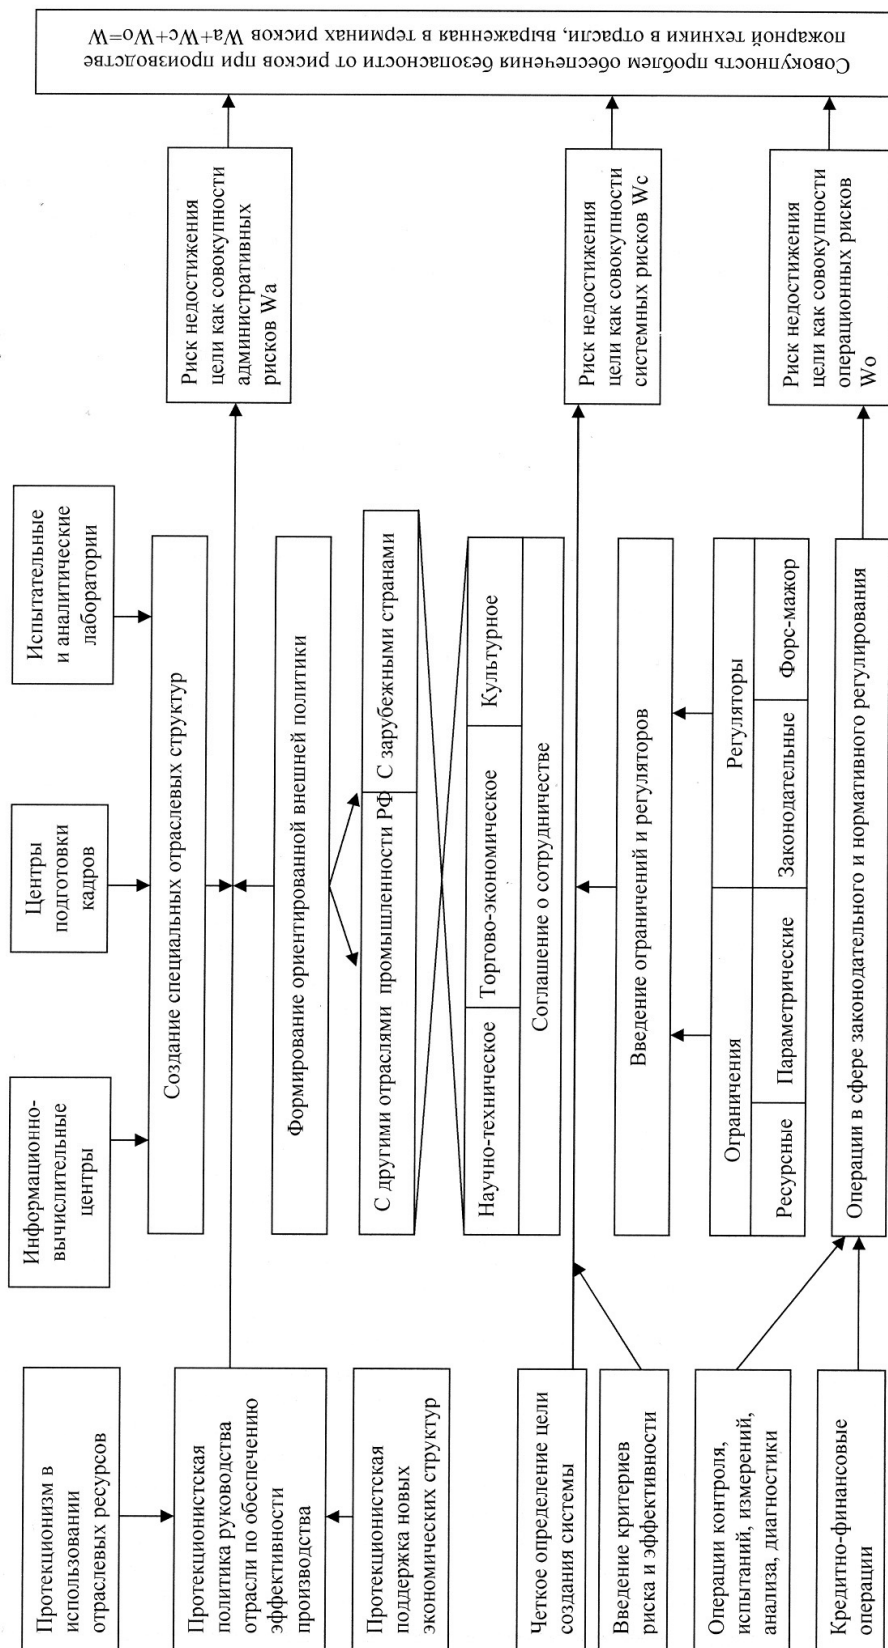 Протекционизм в
использовании
отраслевых ресурсов
Протекционистская
политика руководства
отрасли по обеспечению
эффективности
производства
Протекционистская
поддержка новых
экономических структур
Четкое определение цели
создания системы
Введение критериев
риска и эффективности
Операции контроля,
испытаний, измерений,
анализа, диагностики
Кредитно-финансовые
операции
Информационно-
вычислительные
центры
Центры
подготовки
кадров
Испытательные
и аналитические
лаборатории
Создание специальных отраслевых структур
Формирование ориентированной внешней политики
С другими отраслями промышленности РФ
С зарубежными странами
Научно-техническое
Торгово-экономическое
Культурное
Соглашение о сотрудничестве
Введение ограничений и регуляторов
Ограничения
Регуляторы
Ресурсные
Параметрические
Законодательные
Форс-мажор
Операции в сфере законодательного и нормативного регулирования
Риск недостижения
цели как совокупности
административных
рисков Wa
Риск недостижения
цели как совокупности
системных рисков Wc
Риск недостижения
цели как совокупности
операционных рисков
Wo
Совокупность проблем обеспечения безопасности от рисков при производстве
пожарной техники в отрасли, выраженная в терминах рисков Wa+Wc+Wo=W